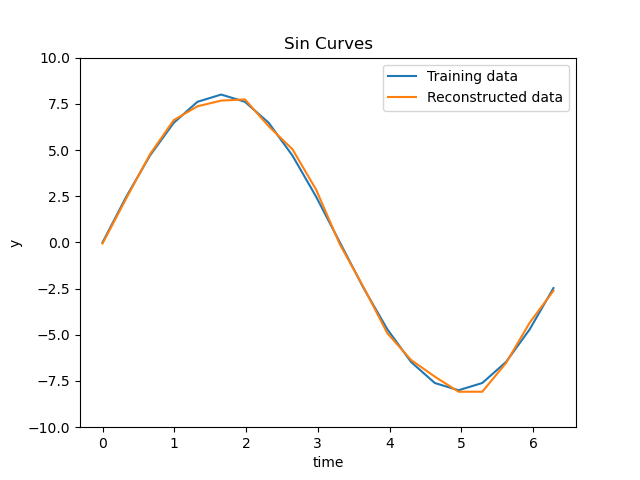 Sin Curves
Training data
Reconstructed data
10.0
7.5
5.0
2.5
0.0
−2.5
−5.0
−7.5
−10.0
y
0 1 2 3 4 5 6
time